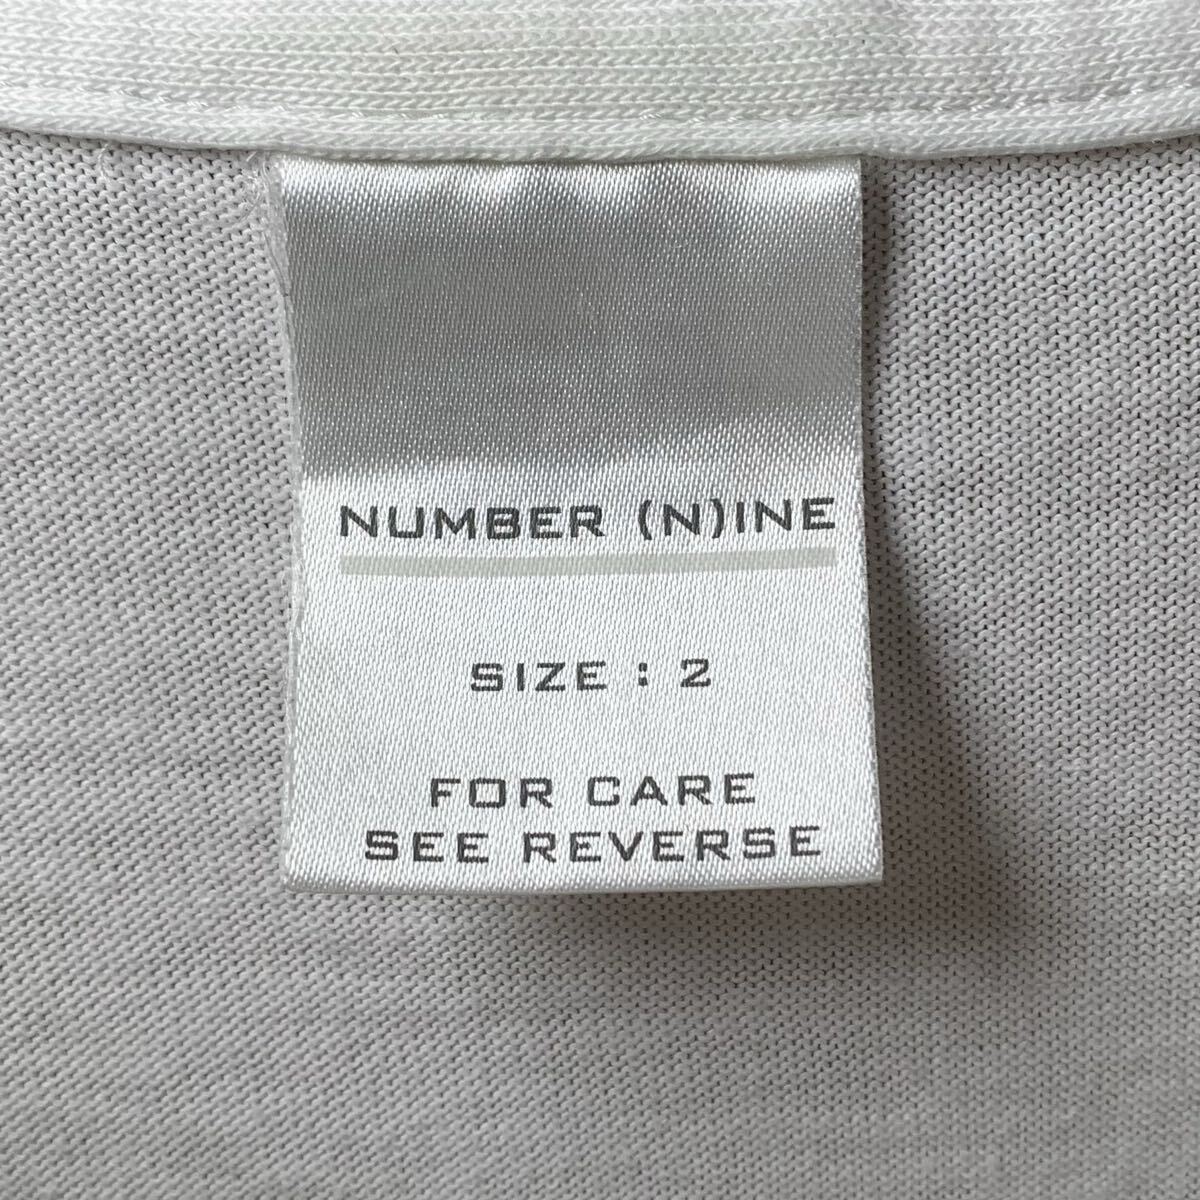 NUMBER (N)INE
SIZE : 2
FOR CARE
SEE REVERSE